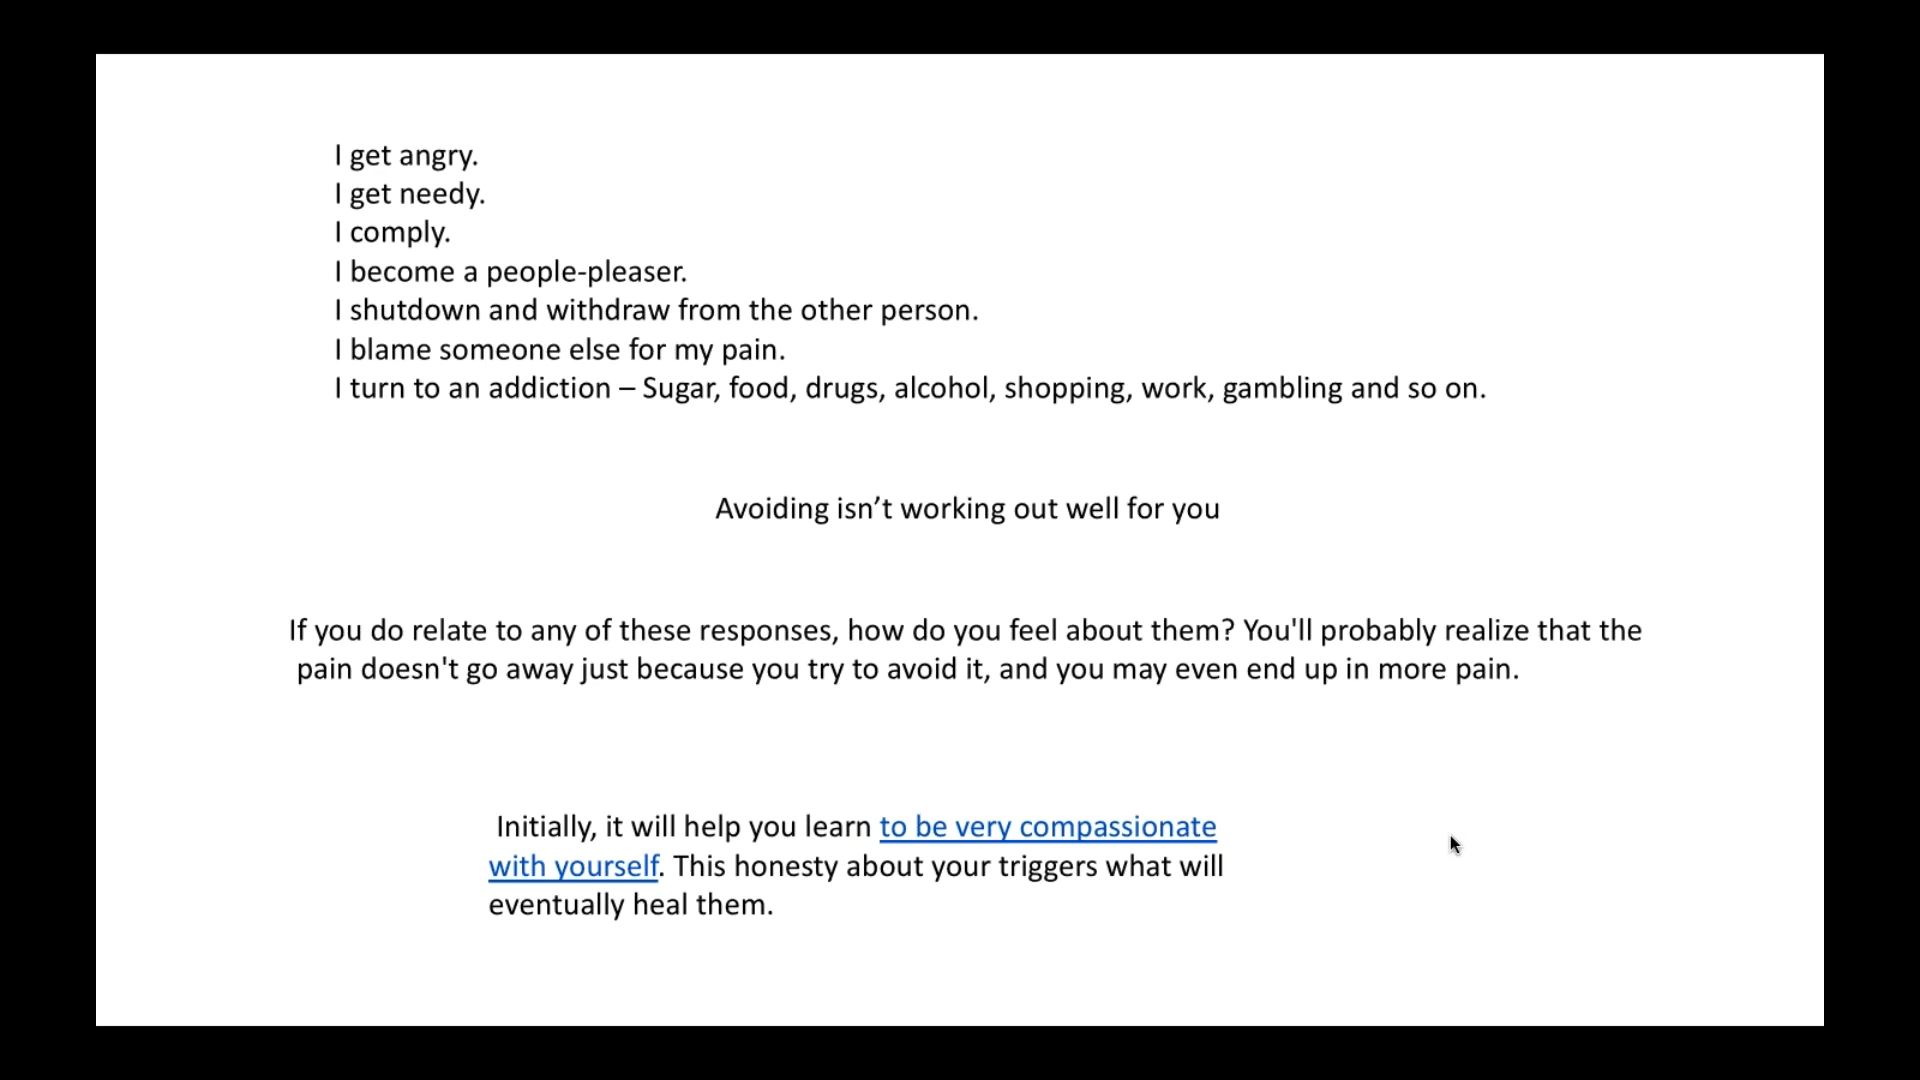 I get angry.
I get needy.
I comply.
I become a people-pleaser.
I shutdown and withdraw from the other person.
I blame someone else for my pain.
I turn to an addiction – Sugar, food, drugs, alcohol, shopping, work, gambling and so on.
Avoiding isn’t working out well for you
If you do relate to any of these responses, how do you feel about them? You'll probably realize that the
pain doesn't go away just because you try to avoid it, and you may even end up in more pain.
Initially, it will help you learn to be very compassionate
with yourself. This honesty about your triggers what will
eventually heal them.